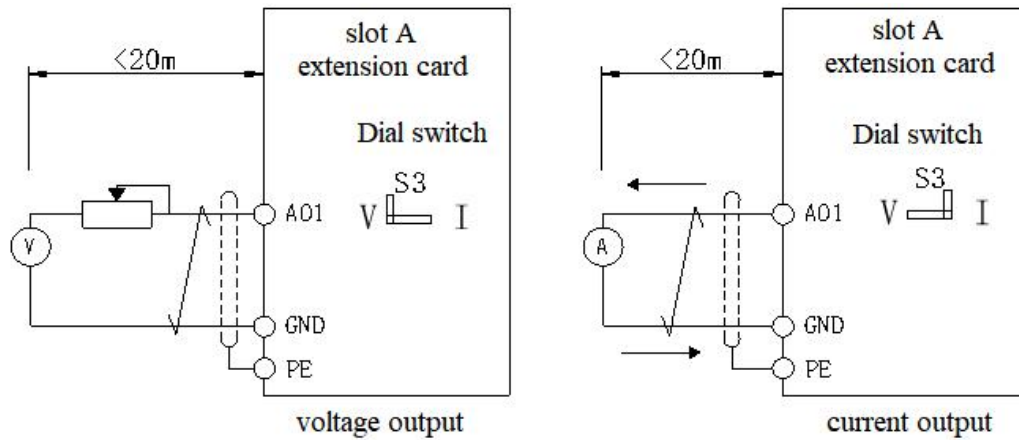 slot A
extension card
<20m
Dial switch
S3
V I
AO1
V
GND
PE
voltage output
slot A
extension card
<20m
Dial switch
S3
V I
AO1
A
GND
PE
current output